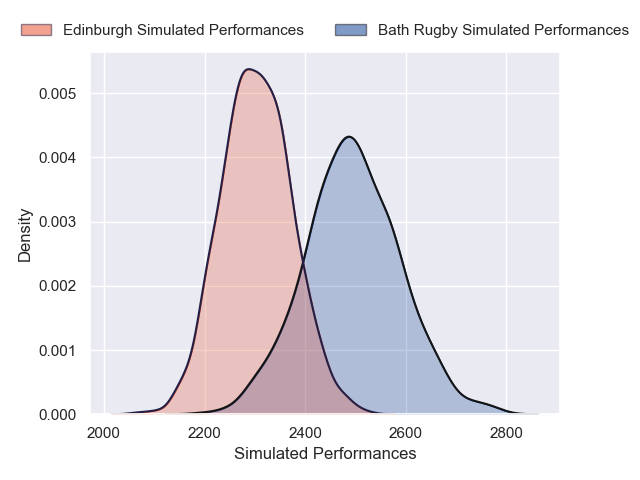 Edinburgh Simulated Performances Bath Rugby Simulated Performances
0.005
0.004
0.003
0.002
0.001
0.000
Density
2000 2200 2400 2600 2800
Simulated Performances